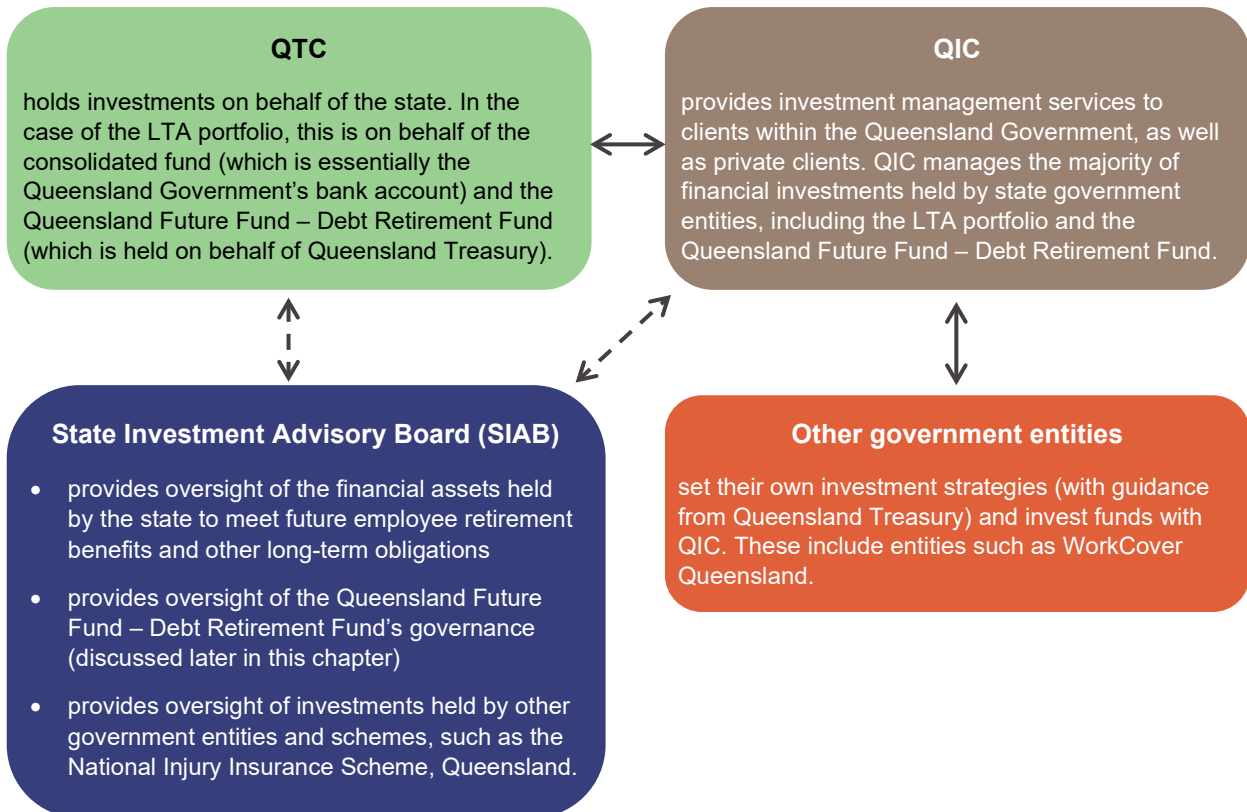 QTC
holds investments on behalf of the state. In the
case of the LTA portfolio, this is on behalf of the
consolidated fund (which is essentially the
Queensland Government’s bank account) and the
Queensland Future Fund – Debt Retirement Fund
(which is held on behalf of Queensland Treasury).
QIC
provides investment management services to
clients within the Queensland Government, as well
as private clients. QIC manages the majority of
financial investments held by state government
entities, including the LTA portfolio and the
Queensland Future Fund – Debt Retirement Fund.
State Investment Advisory Board (SIAB)
• provides oversight of the financial assets held
by the state to meet future employee retirement
benefits and other long-term obligations
• provides oversight of the Queensland Future
Fund – Debt Retirement Fund’s governance
(discussed later in this chapter)
• provides oversight of investments held by other
government entities and schemes, such as the
National Injury Insurance Scheme, Queensland.
Other government entities
set their own investment strategies (with guidance
from Queensland Treasury) and invest funds with
QIC. These include entities such as WorkCover
Queensland.